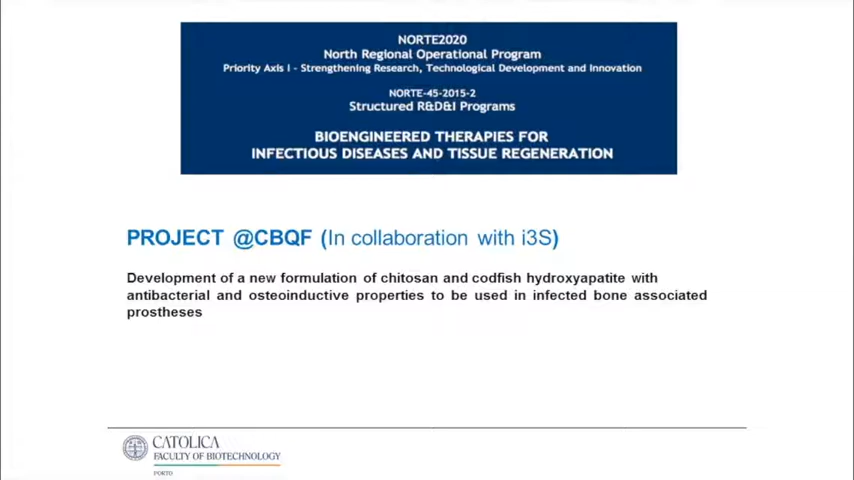 NORTE2020
North Regional Operational Program
Priority Axis I - Strengthening Research, Technological Development and Innovation
NORTE-45-2015-2
Structured R&D&I Programs
BIOENGINEERED THERAPIES FOR
INFECTIOUS DISEASES AND TISSUE REGENERATION
PROJECT @CBQF (In collaboration with i3S)
Development of a new formulation of chitosan and codfish hydroxyapatite with
antibacterial and osteoinductive properties to be used in infected bone associated
prostheses
CATOLICA
FACULTY OF BIOTECHNOLOGY
PORTO